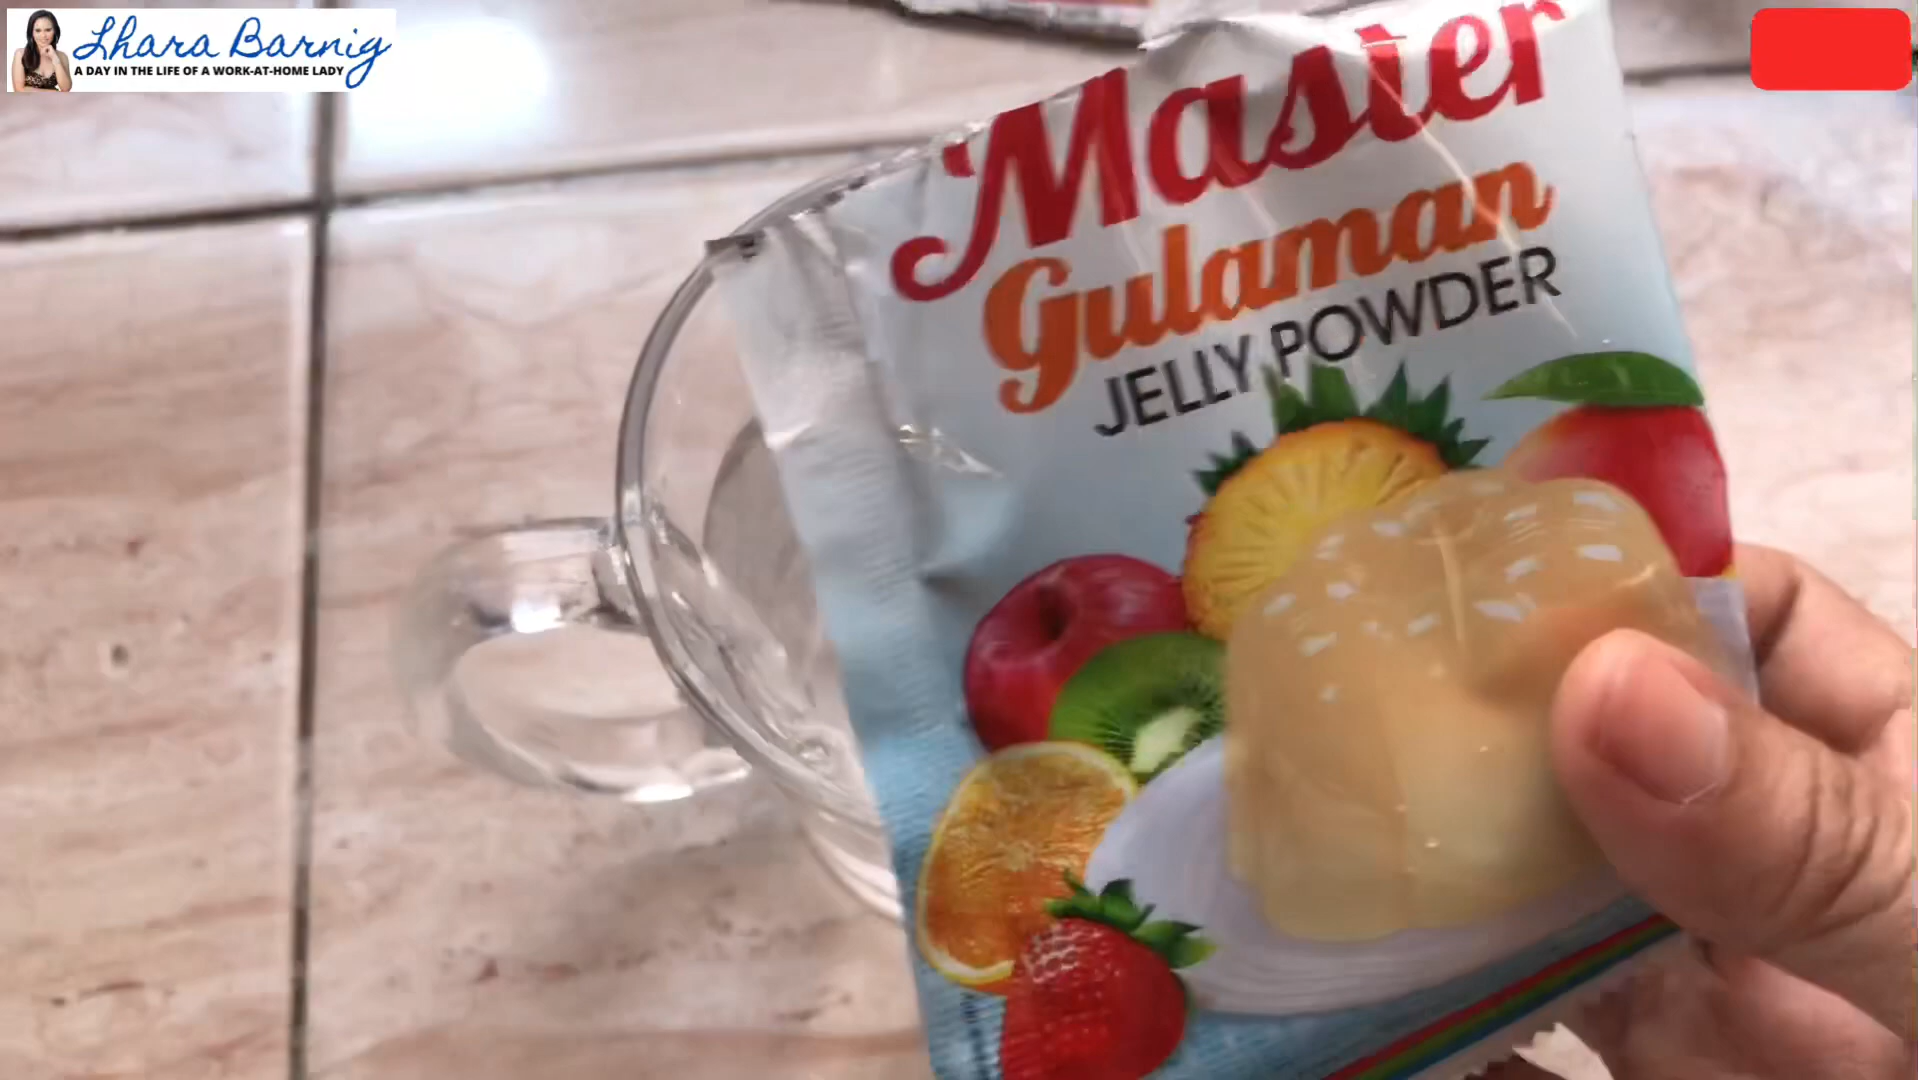 Lhara Barnig
A DAY IN THE LIFE OF A WORK-AT-HOME LADY
Master
Gulaman
JELLY POWDER